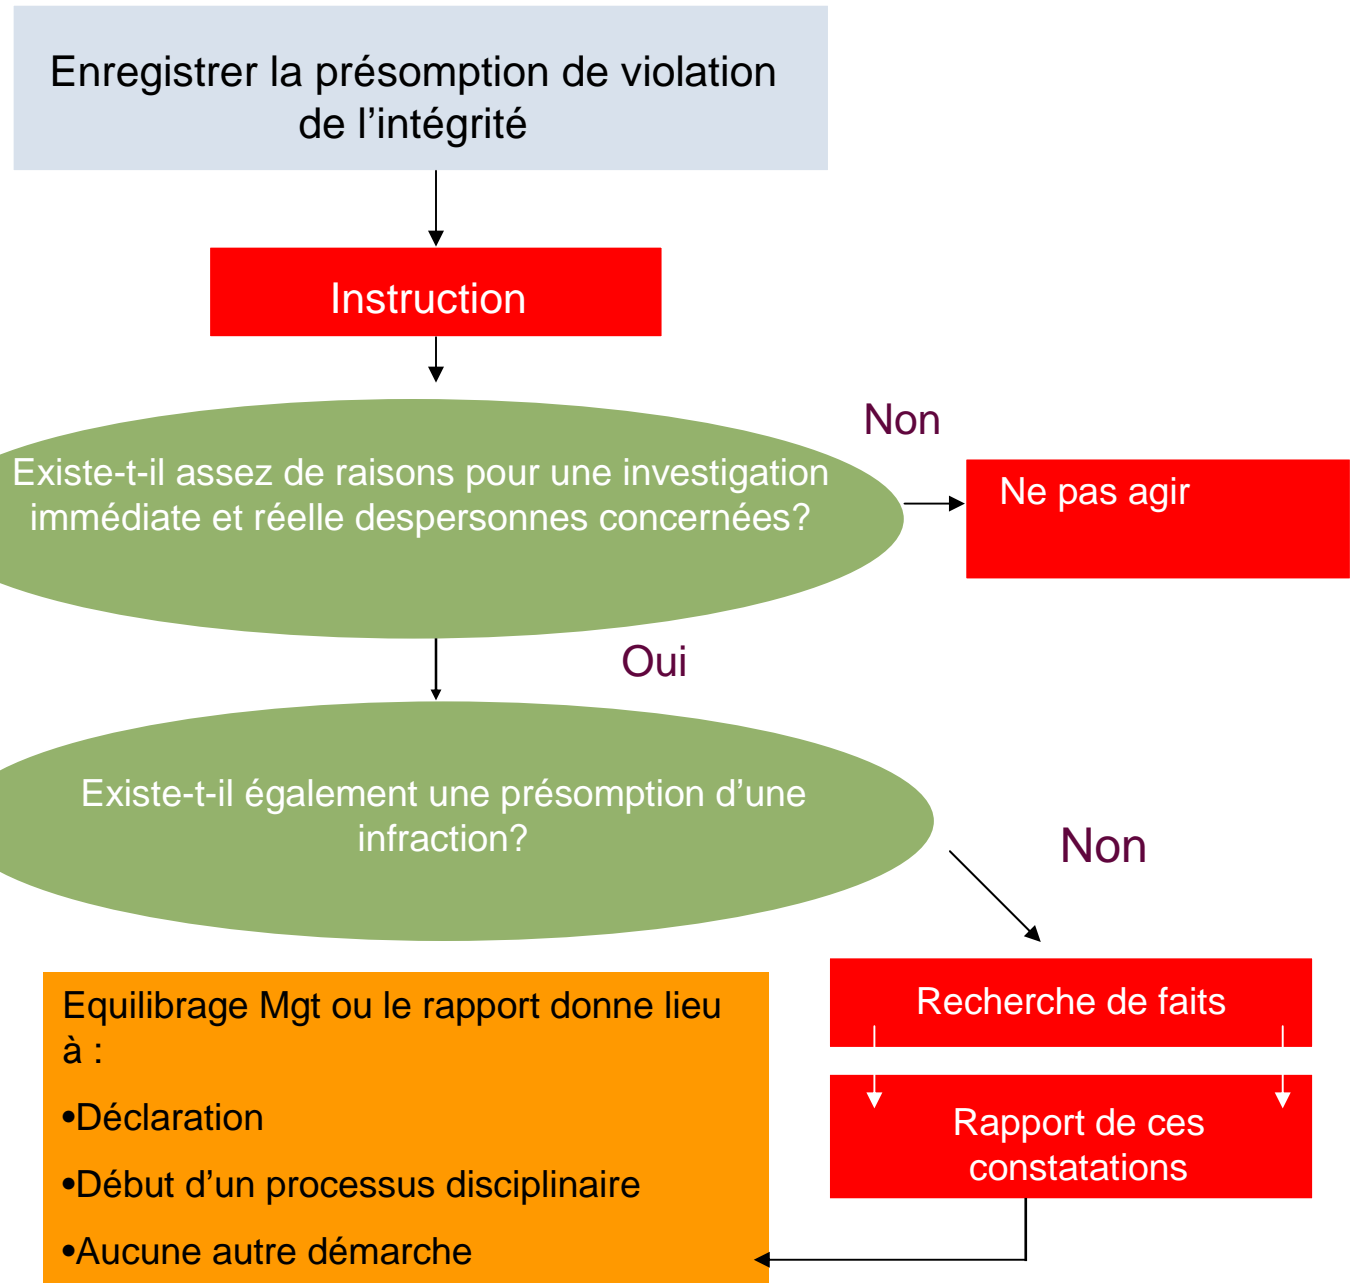 Enregistrer la présomption de violation
de l’intégrité
Instruction
Non
Existe-t-il assez de raisons pour une investigation
immédiate et réelle despersonnes concernées?
Ne pas agir
Oui
Existe-t-il également une présomption d’une
infraction?
Non
Recherche de faits
Rapport de ces
constatations
Equilibrage Mgt ou le rapport donne lieu
à :
•Déclaration
•Début d’un processus disciplinaire
•Aucune autre démarche